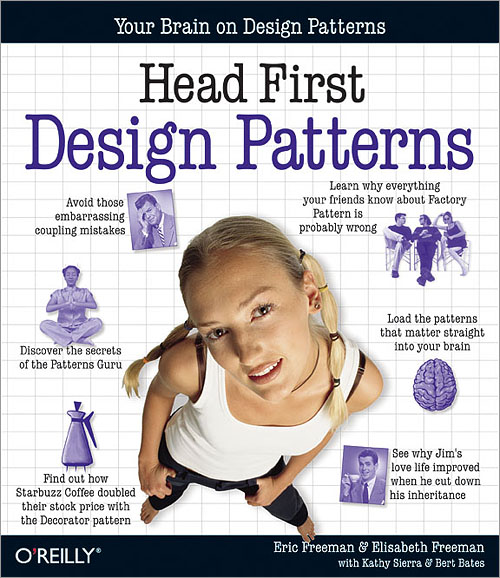 Your Brain on Design Patterns
Head First
Design Patterns
Avoid those
embarrassing
coupling mistakes
Learn why everything
your friends know about Factory
Pattern is
probably wrong
Discover the secrets
of the Patterns Guru
Load the patterns
that matter straight
into your brain
Find out how
Starbuzz Coffee doubled
their stock price with
the Decorator pattern
See why Jim's
love life improved
when he cut down
his inheritance
O'REILLY®
Eric Freeman & Elisabeth Freeman
with Kathy Sierra & Bert Bates